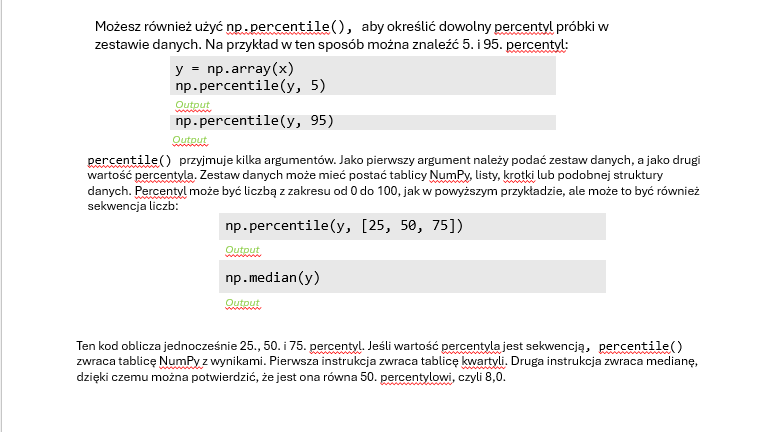 Możesz również użyć np.percentile(), aby określić dowolny percentyl próbki w
zestawie danych. Na przykład w ten sposób można znaleźć 5. i 95. percentyl:
y = np.array(x)
np.percentile(y, 5)
Output
np.percentile(y, 95)
Output
percentile() przyjmuje kilka argumentów. Jako pierwszy argument należy podać zestaw danych, a jako drugi
wartość percentyla. Zestaw danych może mieć postać tablicy NumPy, listy, krotki lub podobnej struktury
danych. Percentyl może być liczbą z zakresu od 0 do 100, jak w powyższym przykładzie, ale może to być również
sekwencja liczb:
np.percentile(y, [25, 50, 75])
Output
np.median(y)
Output
Ten kod oblicza jednocześnie 25., 50. i 75. percentyl. Jeśli wartość percentyla jest sekwencją, percentile()
zwraca tablicę NumPy z wynikami. Pierwsza instrukcja zwraca tablicę kwartyli. Druga instrukcja zwraca medianę,
dzięki czemu można potwierdzić, że jest ona równa 50. percentylowi, czyli 8,0.